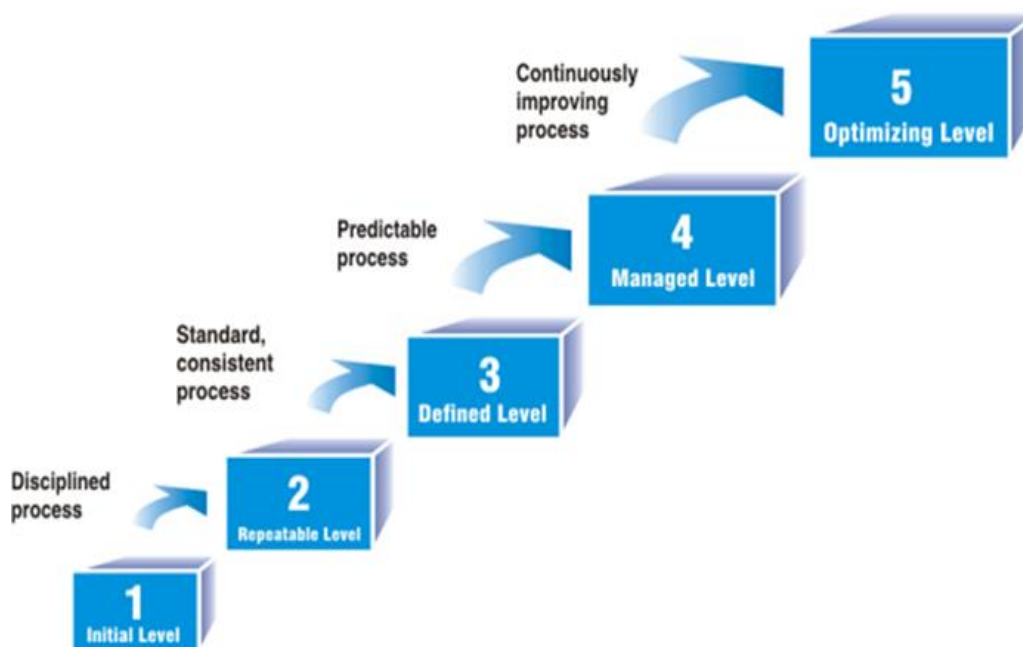 Continuously
improving
process
5
Optimizing Level
Predictable
process
4
Managed Level
Standard,
consistent
process
3
Defined Level
Disciplined
process
2
Repeatable Level
1
Initial Level